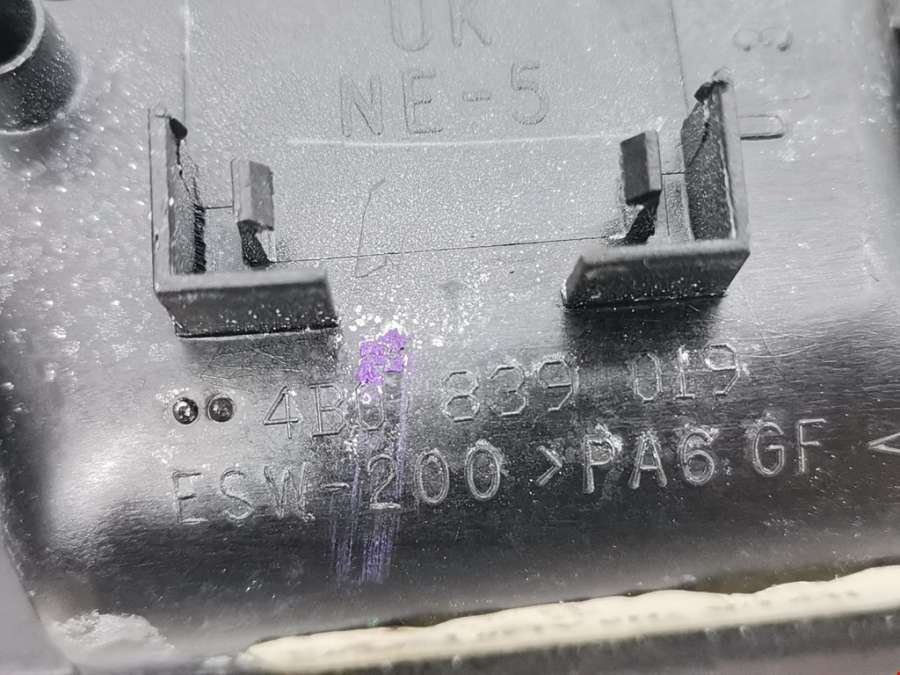 UK
NE-5
4B0 839 019
ESW-200 >PA6 GF <